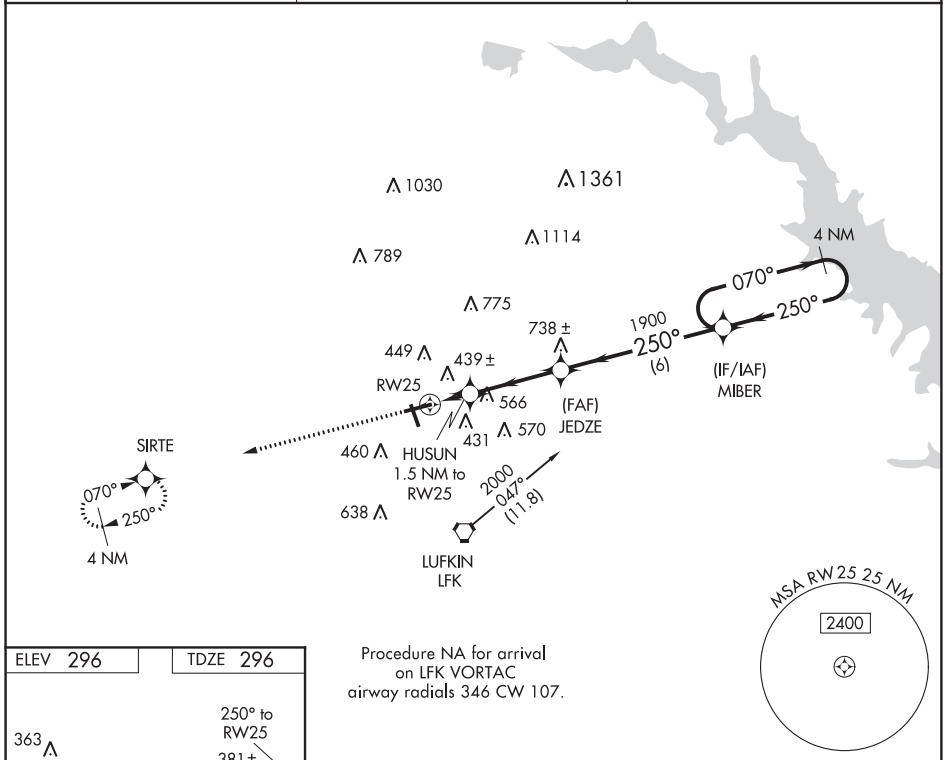 1030
1361
789
1114
4 NM
070°
250°
775
738 ±
1900
250°
(6)
449
439 ±
RW25
(IF/IAF)
MIBER
566
(FAF)
JEDZE
431
570
460
HUSUN
1.5 NM to
RW25
SIRTE
070°
250°
4 NM
638
2000
047°
(11.8)
LUFKIN
LFK
MSA RW 25 25 NM
2400
Procedure NA for arrival
on LFK VORTAC
airway radials 346 CW 107.
ELEV 296
TDZE 296
250° to
RW25
363
381±